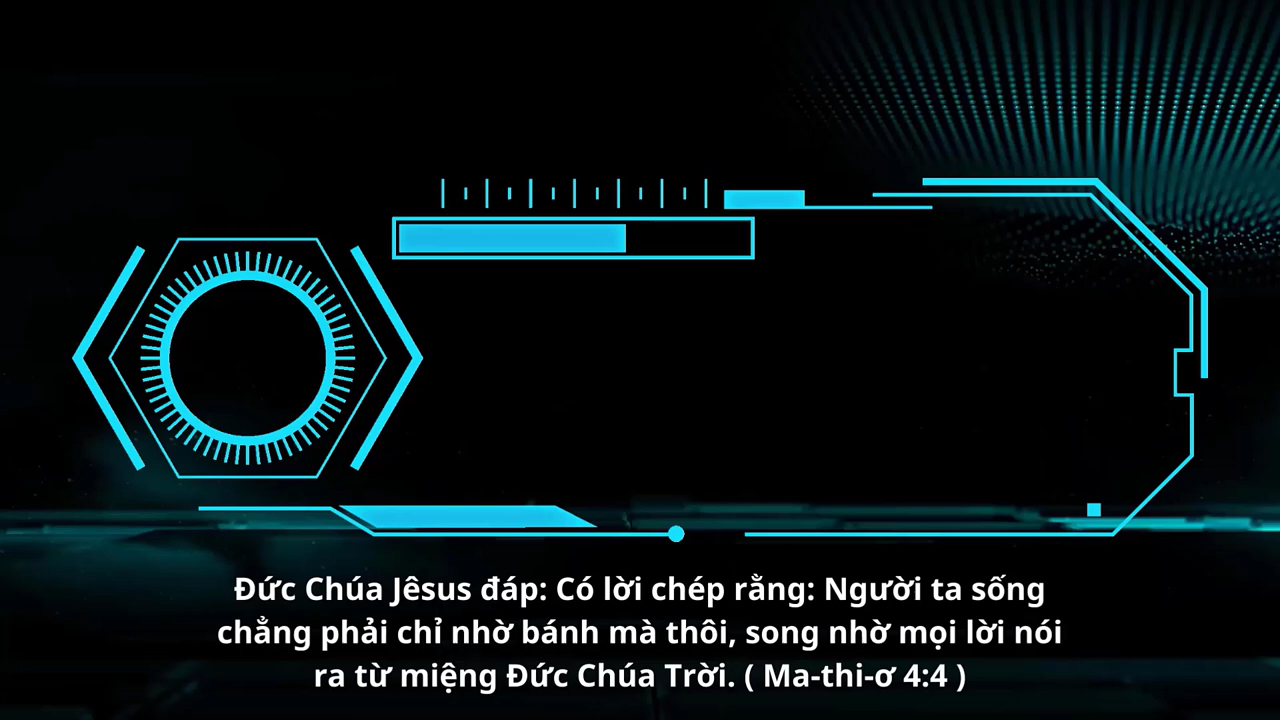 Đức Chúa Jêsus đáp: Có lời chép rằng: Người ta sống
chẳng phải chỉ nhờ bánh mà thôi, song nhờ mọi lời nói
ra từ miệng Đức Chúa Trời. ( Ma-thi-ơ 4:4 )